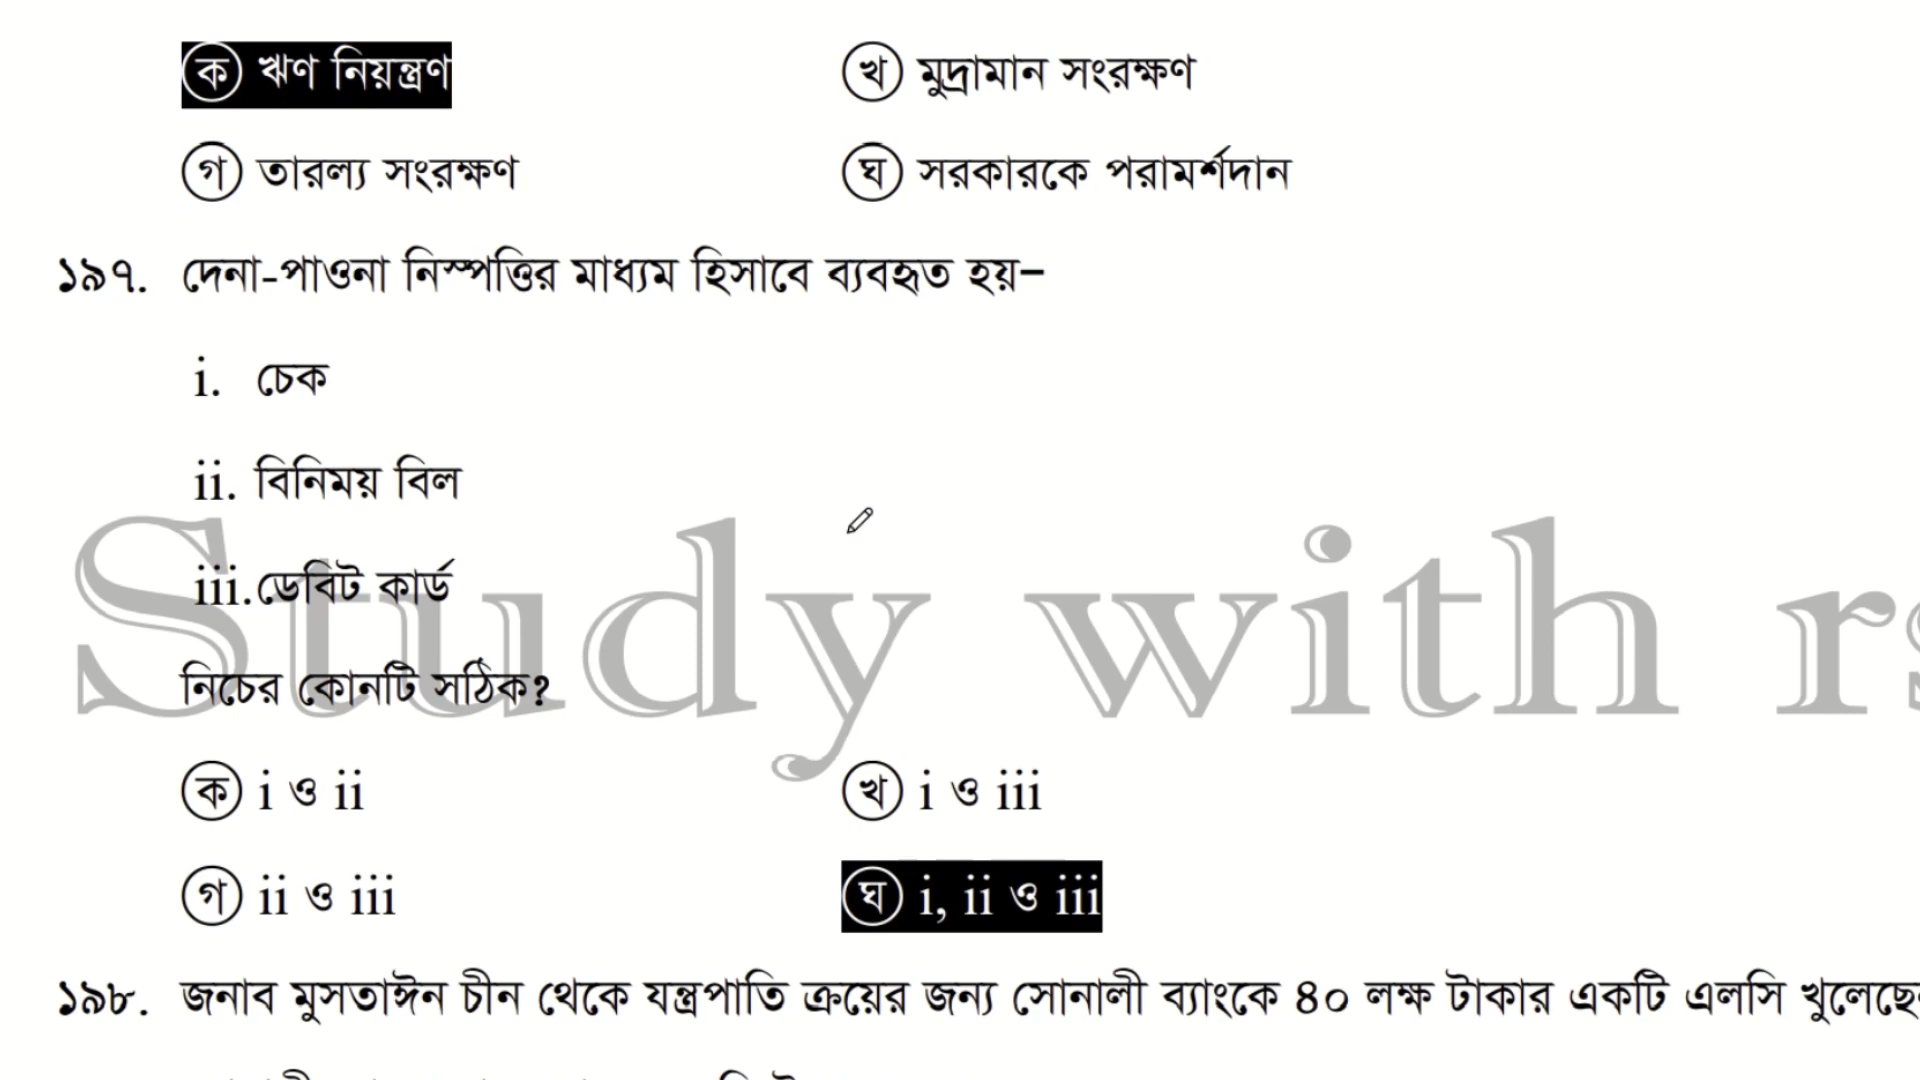 ক ঋণ নিয়ন্ত্রণ খ মুদ্রামান সংরক্ষণ
গ তারল্য সংরক্ষণ ঘ সরকারকে পরামর্শদান
১৯৭. দেনা-পাওনা নিস্পত্তির মাধ্যম হিসাবে ব্যবহৃত হয়–
i. চেক
ii. বিনিময় বিল
iii. ডেবিট কার্ড
Study with rs
নিচের কোনটি সঠিক?
ক i ও ii খ i ও iii
গ ii ও iii ঘ i, ii ও iii
১৯৮. জনাব মুসতাঈন চীন থেকে যন্ত্রপাতি ক্রয়ের জন্য সোনালী ব্যাংকে ৪০ লক্ষ টাকার একটি এলসি খুলেছে